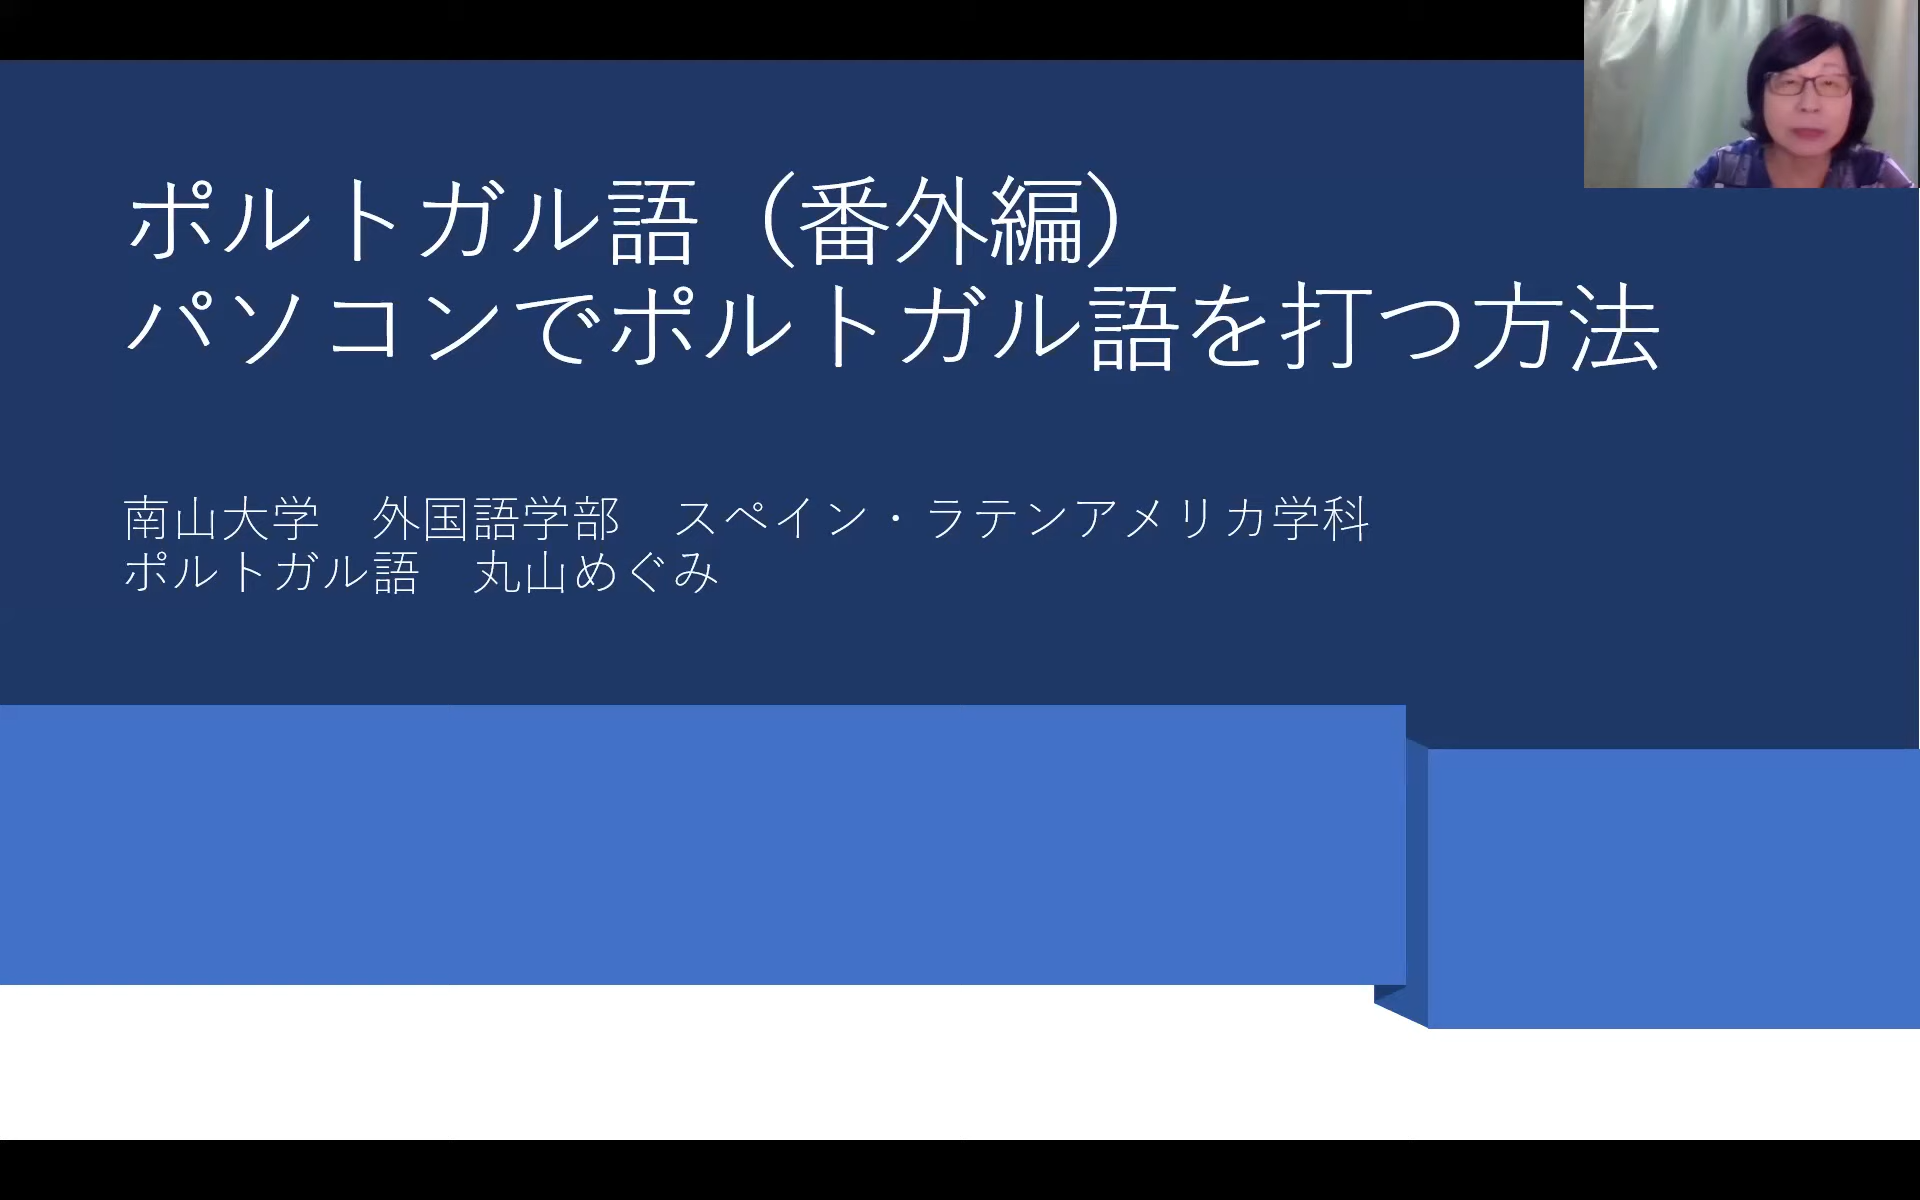 ポルトガル語（番外編）
パソコンでポルトガル語を打つ方法
南山大学　外国語学部　スペイン・ラテンアメリカ学科
ポルトガル語　丸山めぐみ